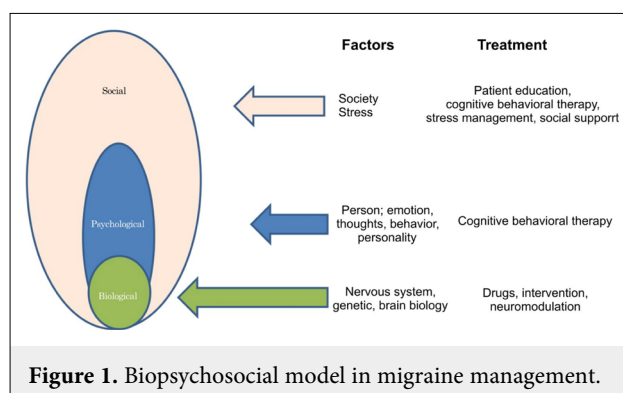 Factors Treatment
Social
Society
Stress
Patient education,
cognitive behavioral therapy,
stress management, social supporrt
Psychological
Person; emotion,
thoughts, behavior,
personality
Cognitive behavioral therapy
Biological
Nervous system,
genetic, brain biology
Drugs, intervention,
neuromodulation
Figure 1. Biopsychosocial model in migraine management.